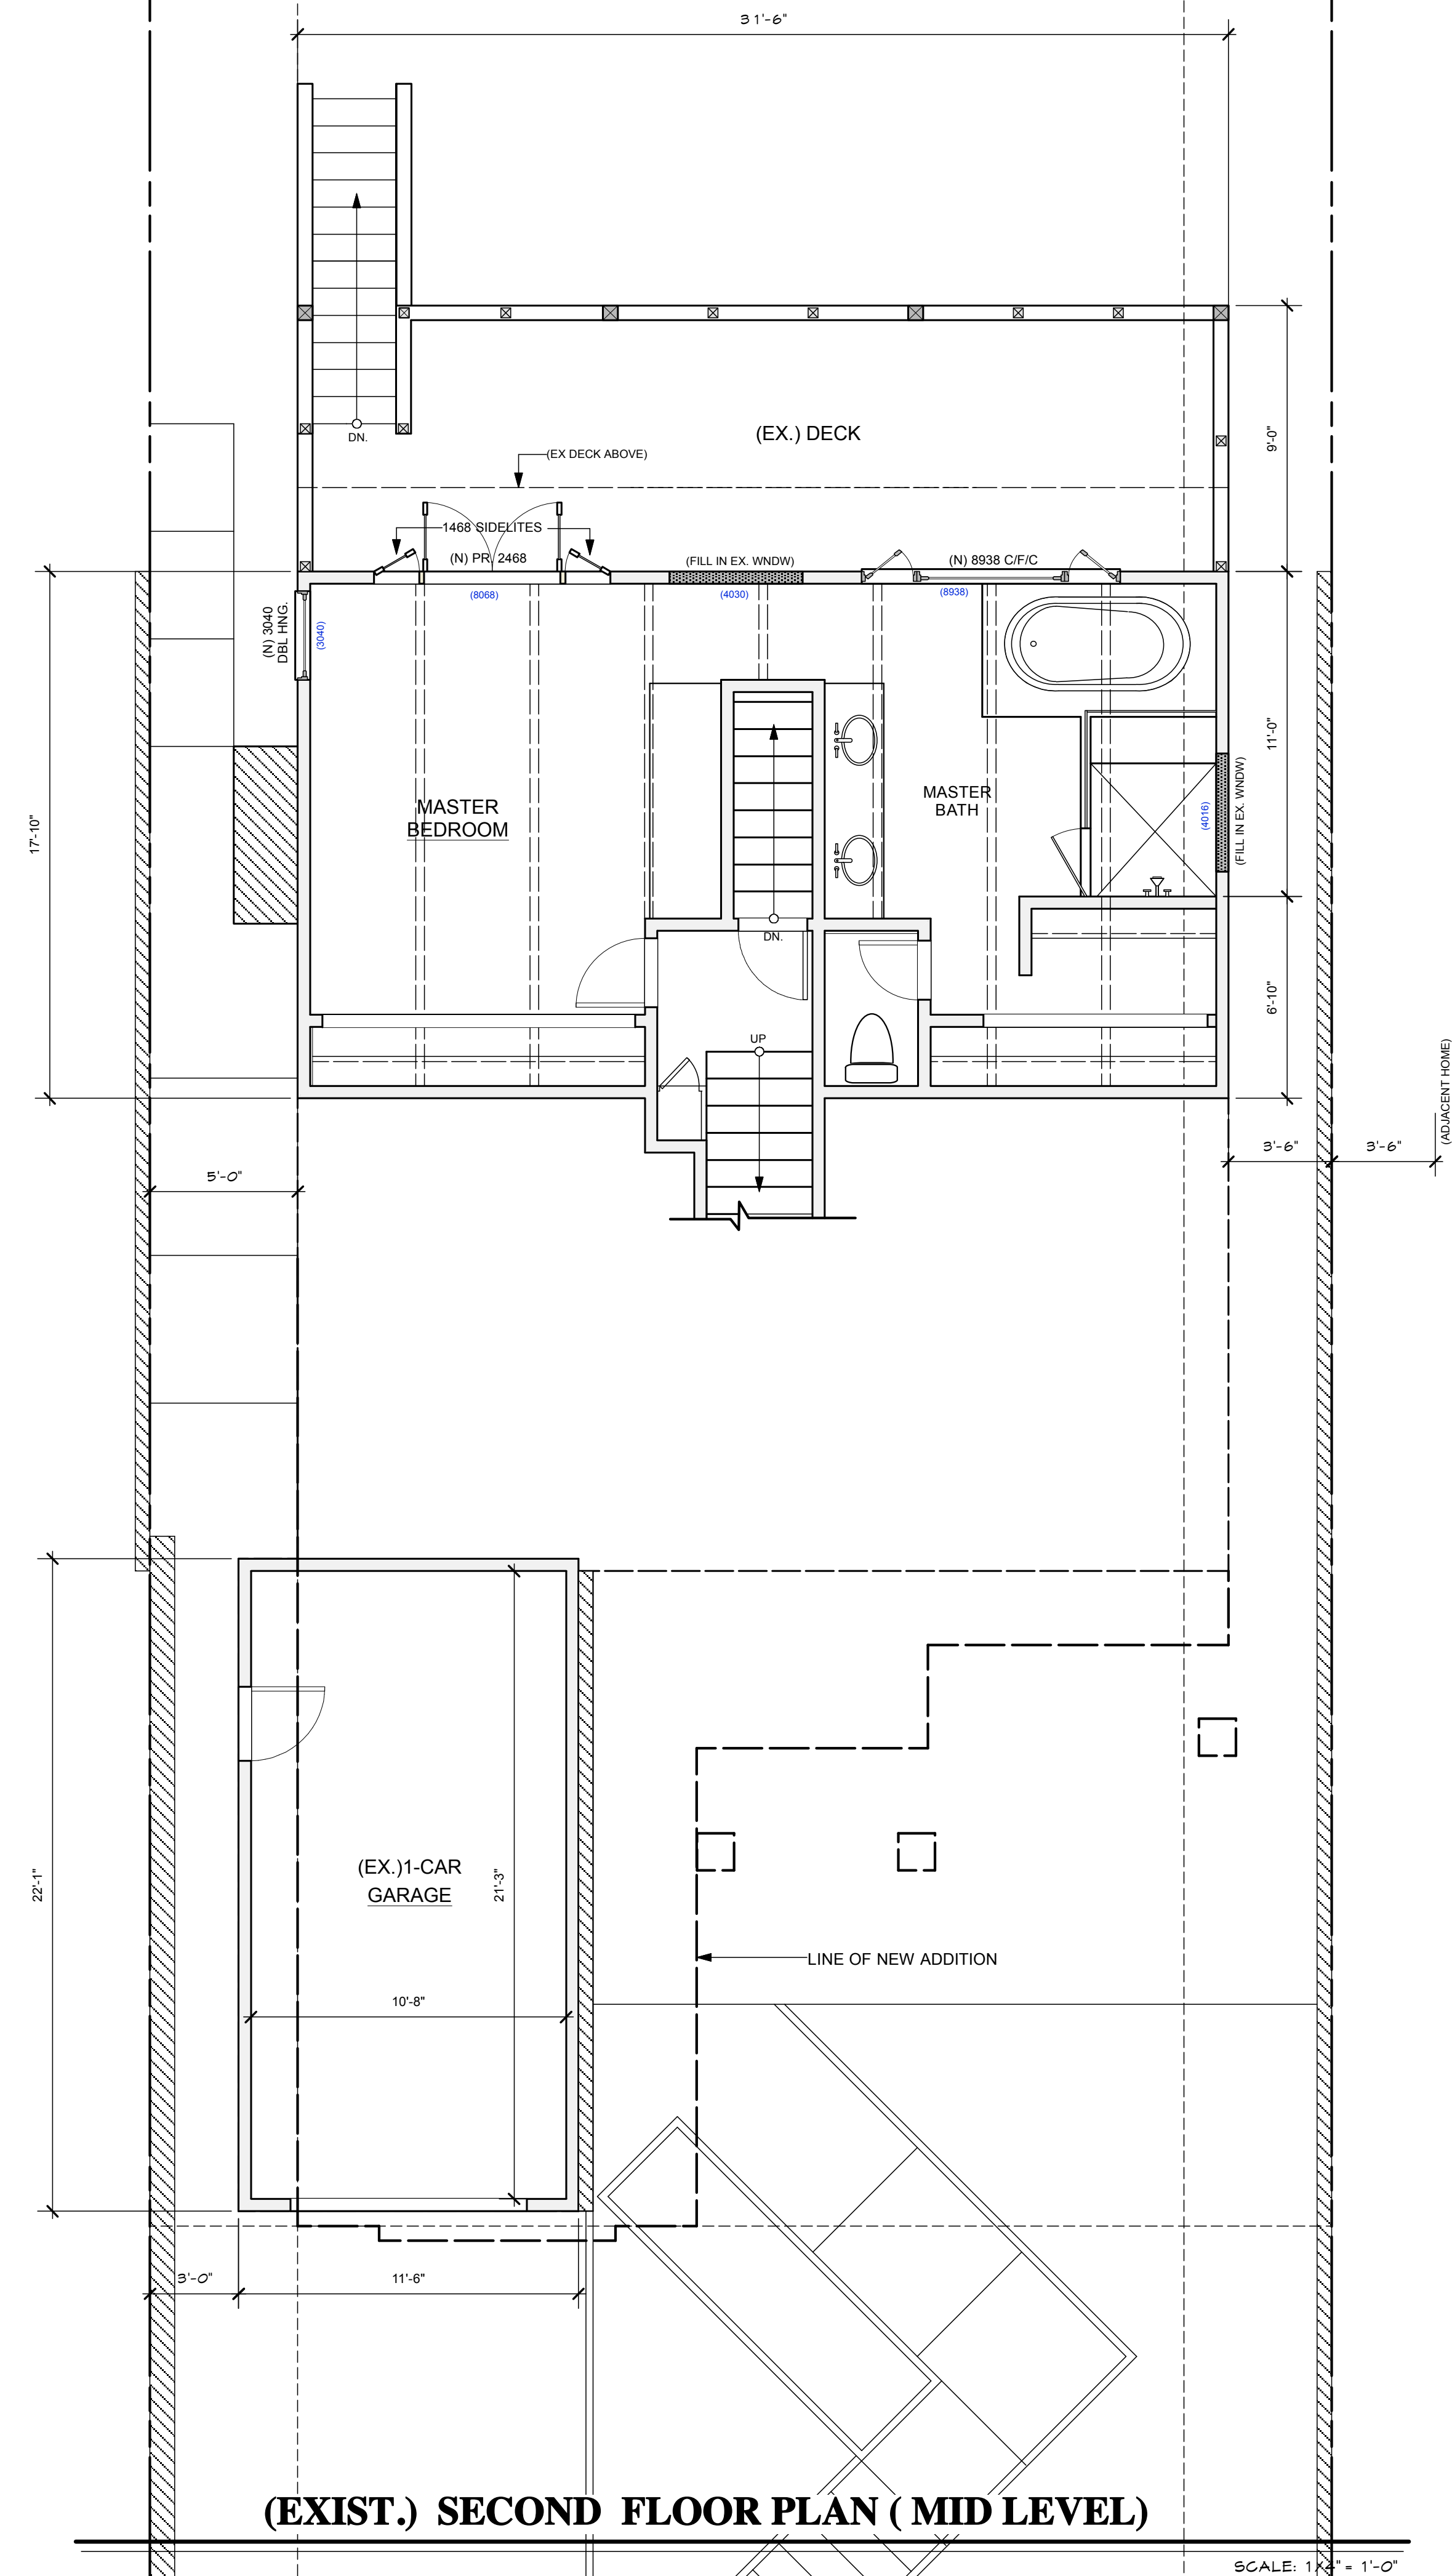 31'-6"
DN.
(EX.) DECK
(EX DECK ABOVE)
9'-0"
1468 SIDELITES
(N) PR. 2468
(FILL IN EX. WNDW)
(N) 8938 C/F/C
(8068)
(4030)
(8938)
(N) 3040
DBL HNG.
(3040)
17'-10"
MASTER
BEDROOM
MASTER
BATH
11'-0"
(4016)
(FILL IN EX. WNDW)
DN.
6'-10"
UP
(ADJACENT HOME)
5'-0"
3'-6"
3'-6"
22'-1"
(EX.)1-CAR
GARAGE
21'-3"
LINE OF NEW ADDITION
10'-8"
3'-0"
11'-6"
(EXIST.) SECOND FLOOR PLAN ( MID LEVEL)
SCALE: 1/4" = 1'-0"